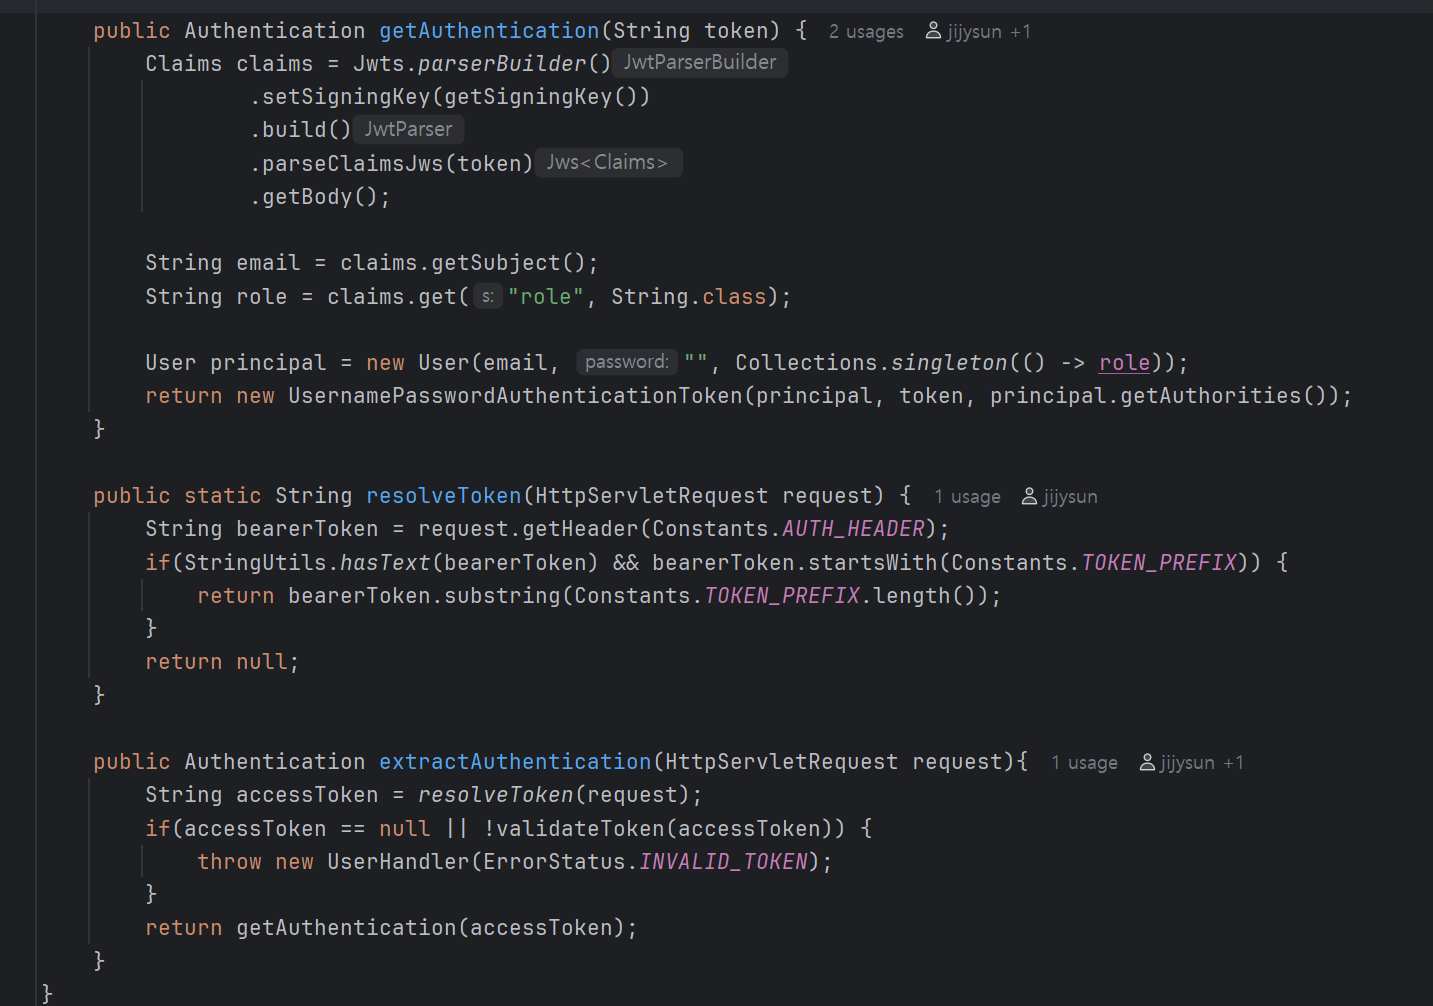 public Authentication getAuthentication(String token) { 2 usages jijysun +1
Claims claims = Jwts.parserBuilder() JwtParserBuilder
.setSigningKey(getSigningKey())
.build() JwtParser
.parseClaimsJws(token) Jws<Claims>
.getBody();
String email = claims.getSubject();
String role = claims.get( s: "role", String.class);
User principal = new User(email, password: "", Collections.singleton(() -> role));
return new UsernamePasswordAuthenticationToken(principal, token, principal.getAuthorities());
}
public static String resolveToken(HttpServletRequest request) { 1 usage jijysun
String bearerToken = request.getHeader(Constants.AUTH_HEADER);
if(StringUtils.hasText(bearerToken) && bearerToken.startsWith(Constants.TOKEN_PREFIX)) {
return bearerToken.substring(Constants.TOKEN_PREFIX.length());
}
return null;
}
public Authentication extractAuthentication(HttpServletRequest request){ 1 usage jijysun +1
String accessToken = resolveToken(request);
if(accessToken == null || !validateToken(accessToken)) {
throw new UserHandler(ErrorStatus.INVALID_TOKEN);
}
return getAuthentication(accessToken);
}
}